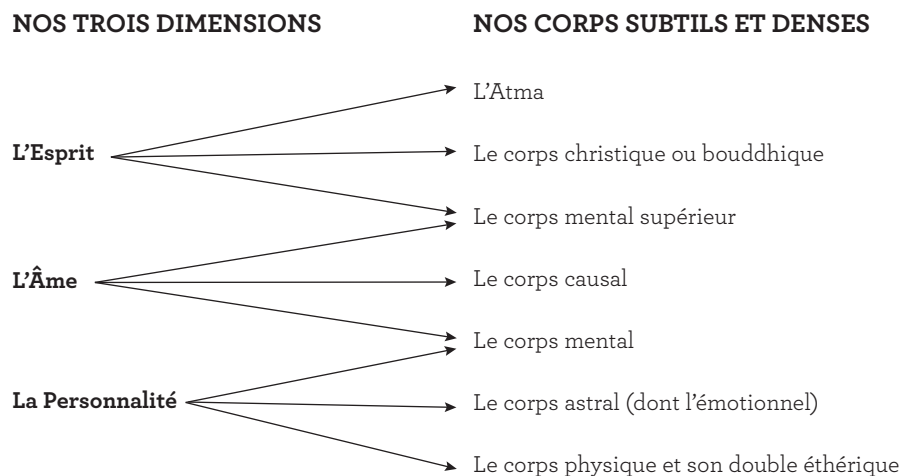 NOS TROIS DIMENSIONS
NOS CORPS SUBTILS ET DENSES
L’Atma
L’Esprit
Le corps christique ou bouddhique
Le corps mental supérieur
L’Âme
Le corps causal
Le corps mental
La Personnalité
Le corps astral (dont l’émotionnel)
Le corps physique et son double éthérique